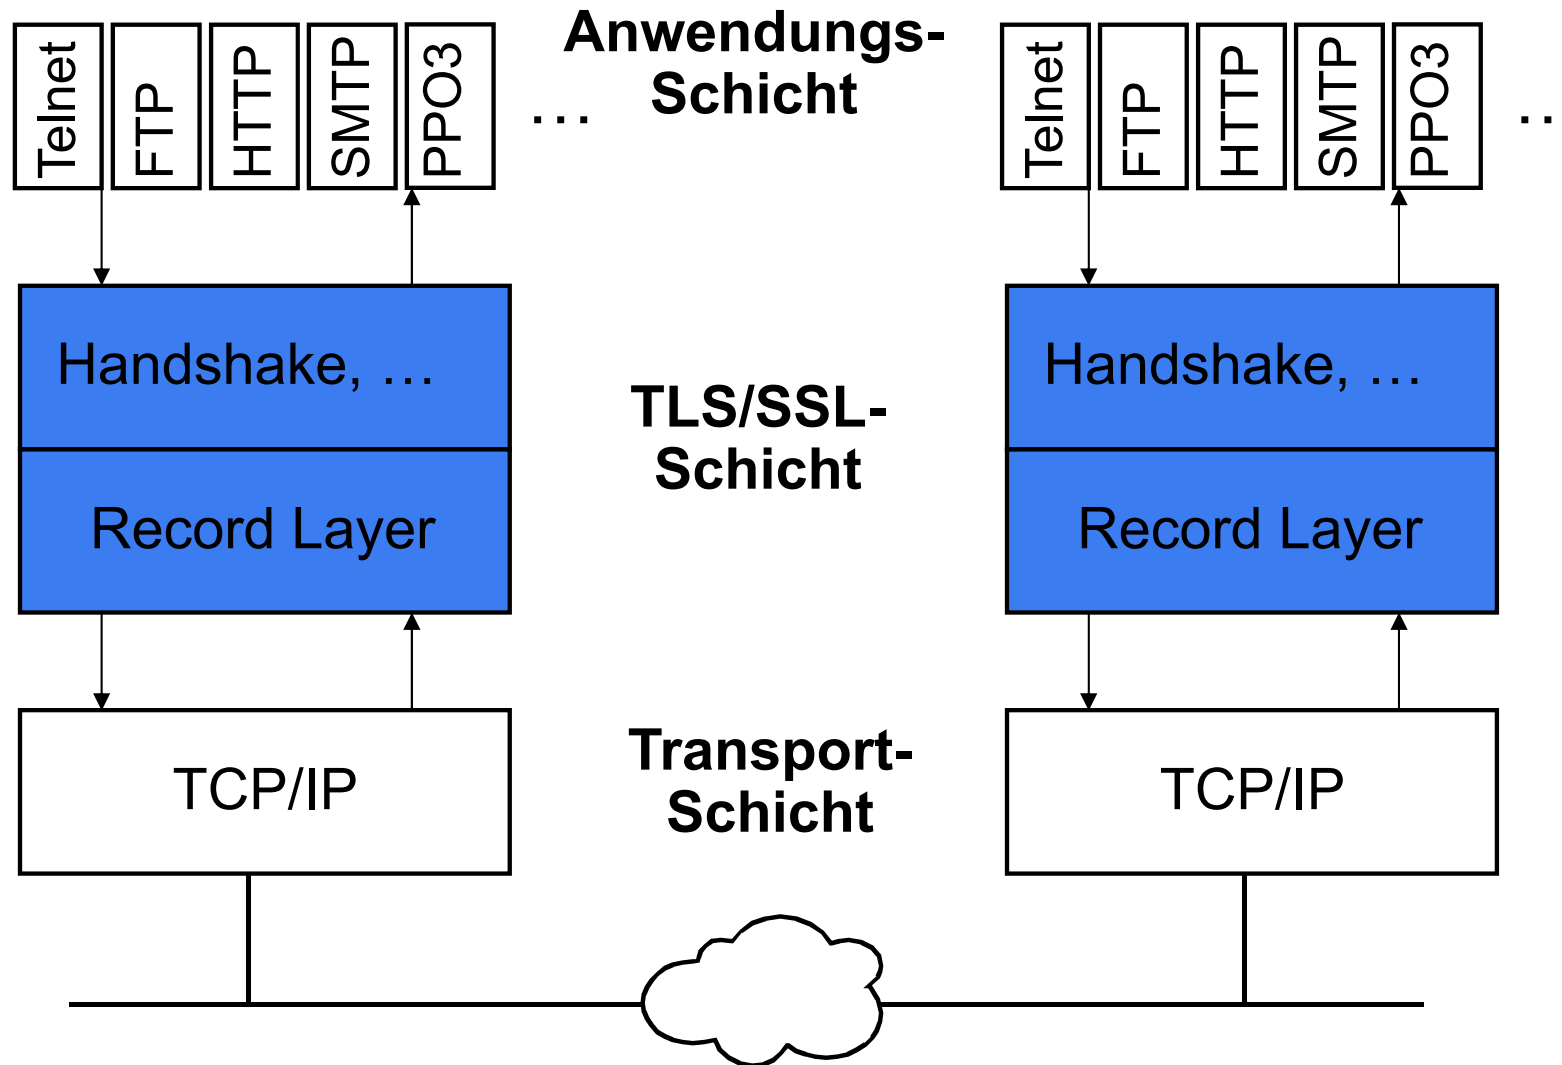 Telnet
FTP
HTTP
SMTP
PPO3
…
Anwendungs-
Schicht
Telnet
FTP
HTTP
SMTP
PPO3
..
Handshake, …
Record Layer
TLS/SSL-
Schicht
Handshake, …
Record Layer
TCP/IP
Transport-
Schicht
TCP/IP